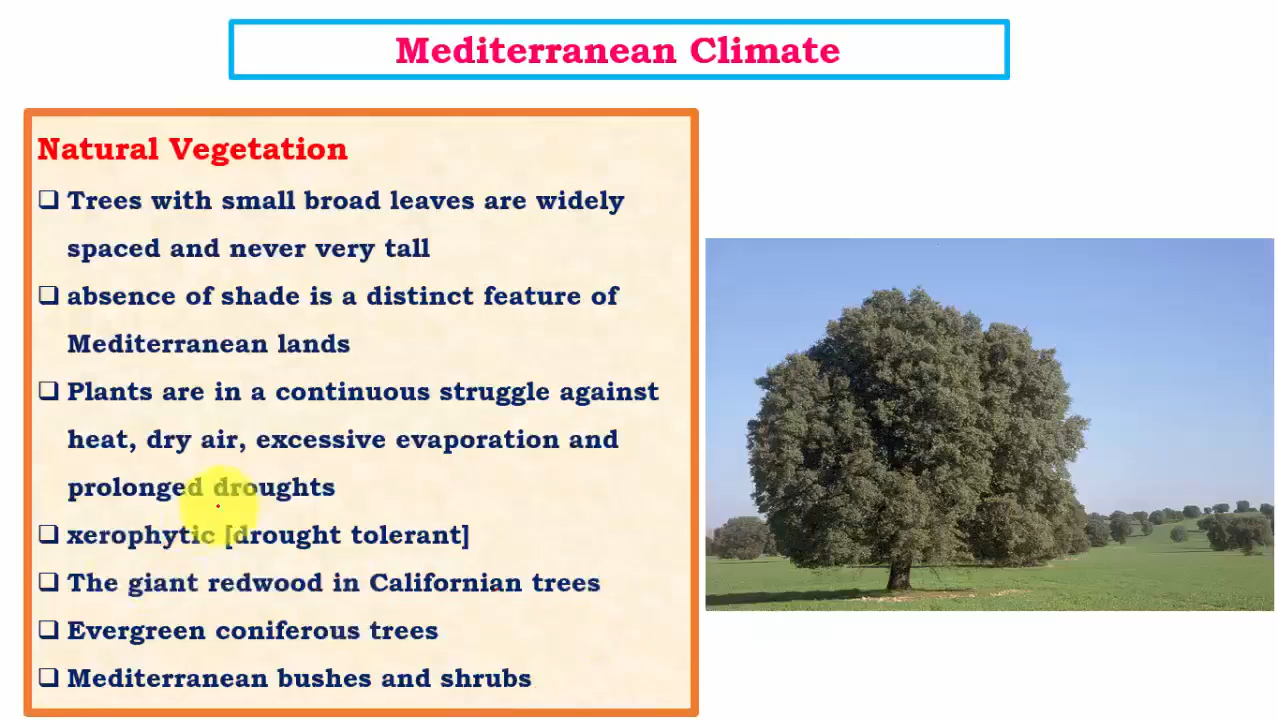 Mediterranean Climate
Natural Vegetation
❑ Trees with small broad leaves are widely
spaced and never very tall
❑ absence of shade is a distinct feature of
Mediterranean lands
❑ Plants are in a continuous struggle against
heat, dry air, excessive evaporation and
prolonged droughts
❑ xerophytic [drought tolerant]
❑ The giant redwood in Californian trees
❑ Evergreen coniferous trees
❑ Mediterranean bushes and shrubs